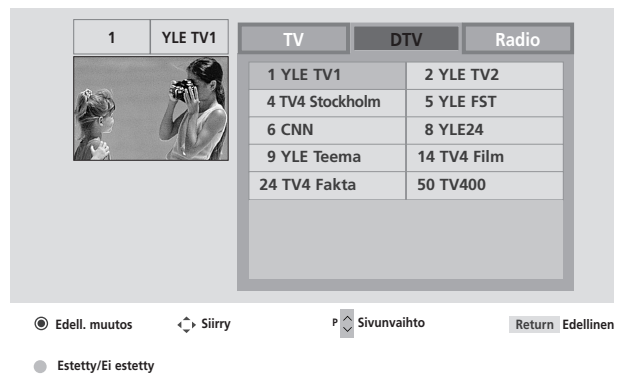 1 YLE TV1
TV DTV Radio
1 YLE TV1 2 YLE TV2
4 TV4 Stockholm 5 YLE FST
6 CNN 8 YLE24
9 YLE Teema 14 TV4 Film
24 TV4 Fakta 50 TV400
Edell. muutos Siirry P Sivunvaihto Return Edellinen
Estetty/Ei estetty